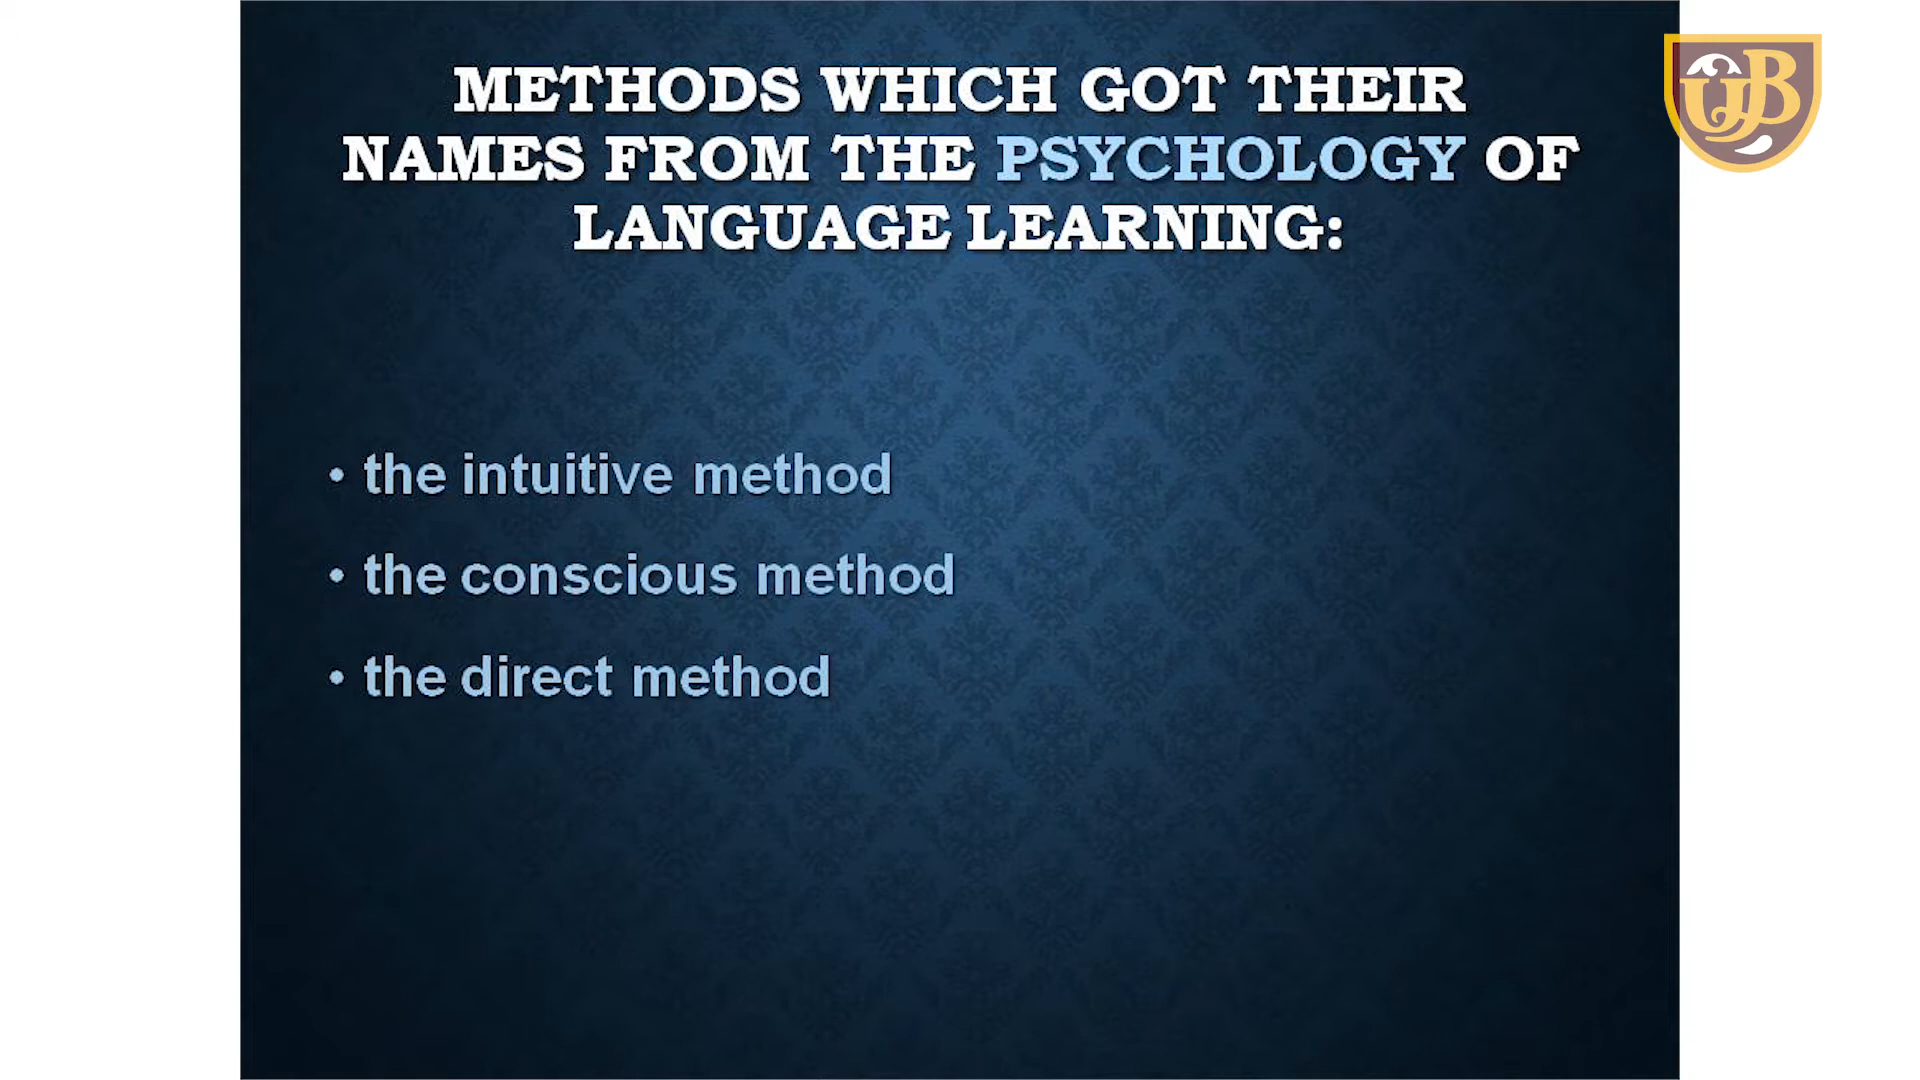 METHODS WHICH GOT THEIR
NAMES FROM THE PSYCHOLOGY OF
LANGUAGE LEARNING:
• the intuitive method
• the conscious method
• the direct method